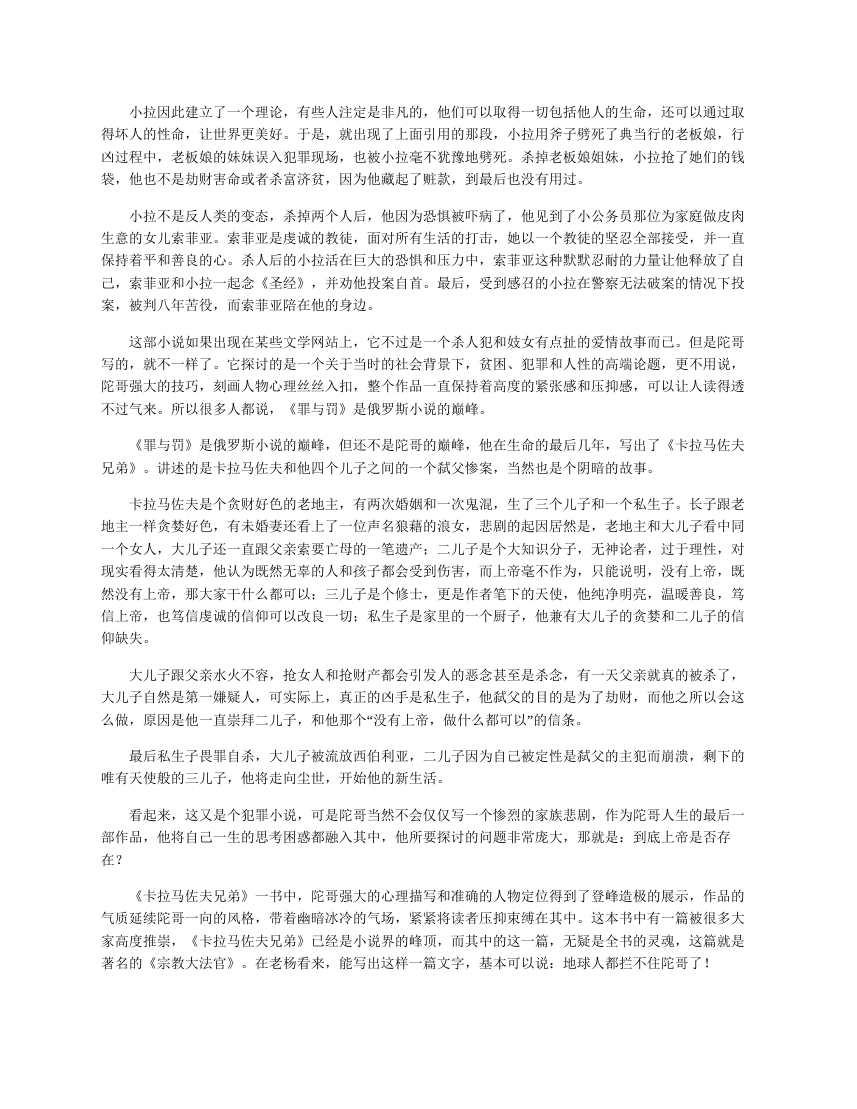 小拉因此建立了一个理论，有些人注定是非凡的，他们可以取得一切包括他人的生命，还可以通过取
得坏人的性命，让世界更美好。于是，就出现了上面引用的那段，小拉用斧子劈死了典当行的老板娘，行
凶过程中，老板娘的妹妹误入犯罪现场，也被小拉毫不犹豫地劈死。杀掉老板娘姐妹，小拉抢了她们的钱
袋，他也不是劫财害命或者杀富济贫，因为他藏起了赃款，到最后也没有用过。
小拉不是反人类的变态，杀掉两个人后，他因为恐惧被吓病了，他见到了小公务员那位为家庭做皮肉
生意的女儿索菲亚。索菲亚是虔诚的教徒，面对所有生活的打击，她以一个教徒的坚忍全部接受，并一直
保持着平和善良的心。杀人后的小拉活在巨大的恐惧和压力中，索菲亚这种默默忍耐的力量让他释放了自
己，索菲亚和小拉一起念《圣经》，并劝他投案自首。最后，受到感召的小拉在警察无法破案的情况下投
案，被判八年苦役，而索菲亚陪在他的身边。
这部小说如果出现在某些文学网站上，它不过是一个杀人犯和妓女有点扯的爱情故事而已。但是陀哥
写的，就不一样了。它探讨的是一个关于当时的社会背景下，贫困、犯罪和人性的高端论题，更不用说，
陀哥强大的技巧，刻画人物心理丝丝入扣，整个作品一直保持着高度的紧张感和压抑感，可以让人读得透
不过气来。所以很多人都说，《罪与罚》是俄罗斯小说的巅峰。
《罪与罚》是俄罗斯小说的巅峰，但还不是陀哥的巅峰，他在生命的最后几年，写出了《卡拉马佐夫
兄弟》。讲述的是卡拉马佐夫和他四个儿子之间的一个弑父惨案，当然也是个阴暗的故事。
卡拉马佐夫是个贪财好色的老地主，有两次婚姻和一次鬼混，生了三个儿子和一个私生子。长子跟老
地主一样贪婪好色，有未婚妻还看上了一位声名狼藉的浪女，悲剧的起因居然是，老地主和大儿子看中同
一个女人，大儿子还一直跟父亲索要亡母的一笔遗产；二儿子是个大知识分子，无神论者，过于理性，对
现实看得太清楚，他认为既然无辜的人和孩子都会受到伤害，而上帝毫不作为，只能说明，没有上帝，既
然没有上帝，那大家干什么都可以；三儿子是个修士，更是作者笔下的天使，他纯净明亮，温暖善良，笃
信上帝，也笃信虔诚的信仰可以改良一切；私生子是家里的一个厨子，他兼有大儿子的贪婪和二儿子的信
仰缺失。
大儿子跟父亲水火不容，抢女人和抢财产都会引发人的恶念甚至是杀念，有一天父亲就真的被杀了，
大儿子自然是第一嫌疑人，可实际上，真正的凶手是私生子，他弑父的目的是为了劫财，而他之所以会这
么做，原因是他一直崇拜二儿子，和他那个“没有上帝，做什么都可以”的信条。
最后私生子畏罪自杀，大儿子被流放西伯利亚，二儿子因为自己被定性是弑父的主犯而崩溃，剩下的
唯有天使般的三儿子，他将走向尘世，开始他的新生活。
看起来，这又是个犯罪小说，可是陀哥当然不会仅仅写一个惨烈的家族悲剧，作为陀哥人生的最后一
部作品，他将自己一生的思考困惑都融入其中，他所要探讨的问题非常庞大，那就是：到底上帝是否存
在？
《卡拉马佐夫兄弟》一书中，陀哥强大的心理描写和准确的人物定位得到了登峰造极的展示，作品的
气质延续陀哥一向的风格，带着幽暗冰冷的气场，紧紧将读者压抑束缚在其中。这本书中有一篇被很多大
家高度推崇，《卡拉马佐夫兄弟》已经是小说界的峰顶，而其中的这一篇，无疑是全书的灵魂，这篇就是
著名的《宗教大法官》。在老杨看来，能写出这样一篇文字，基本可以说：地球人都拦不住陀哥了！